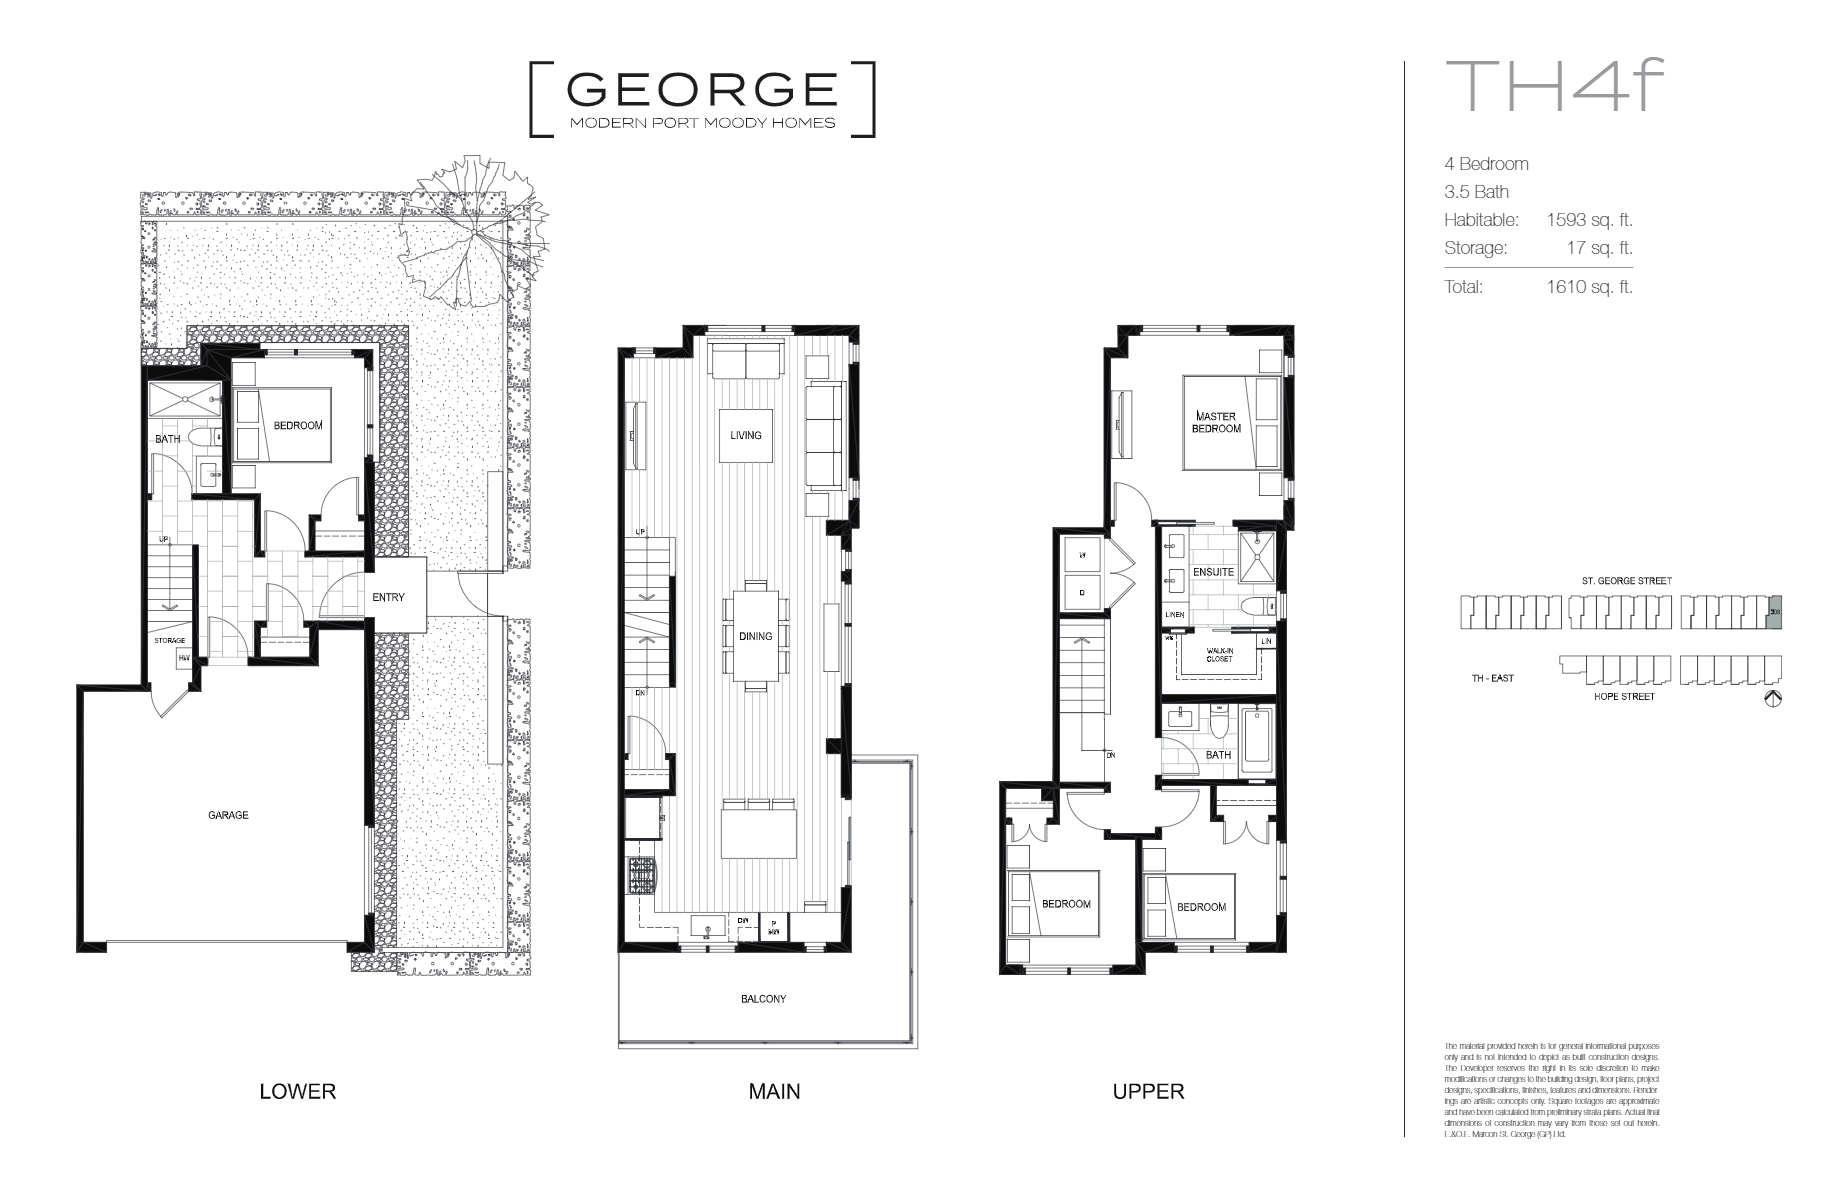 GEORGE
MODERN PORT MOODY HOMES
TH4f
4 Bedroom
3.5 Bath
Habitable: 1593 sq. ft.
Storage: 17 sq. ft.
Total: 1610 sq. ft.
BEDROOM
BATH
UP
ENTRY
STORAGE
HW
GARAGE
LOWER
LIVING
UP
DINING
DN
DW
P
MW
BALCONY
MAIN
MASTER
BEDROOM
W
D
ENSUITE
LINEN
LIN
WALK-IN
CLOSET
BATH
DN
BEDROOM
BEDROOM
UPPER
ST. GEORGE STREET
TH - EAST
HOPE STREET
The material provided herein is for general informational purposes
only and is not intended to depict as built construction designs.
The Developer reserves the right in its sole discretion to make
modifications or changes to the building design, floor plans, project
designs, specifications, finishes, features and dimensions. Render
ings are artistic concepts only. Square footages are approximate
and have been calculated from preliminary strata plans. Actual final
dimensions of construction may vary from those set out herein.
E.&O.E. Marcon St. George (GP) Ltd.